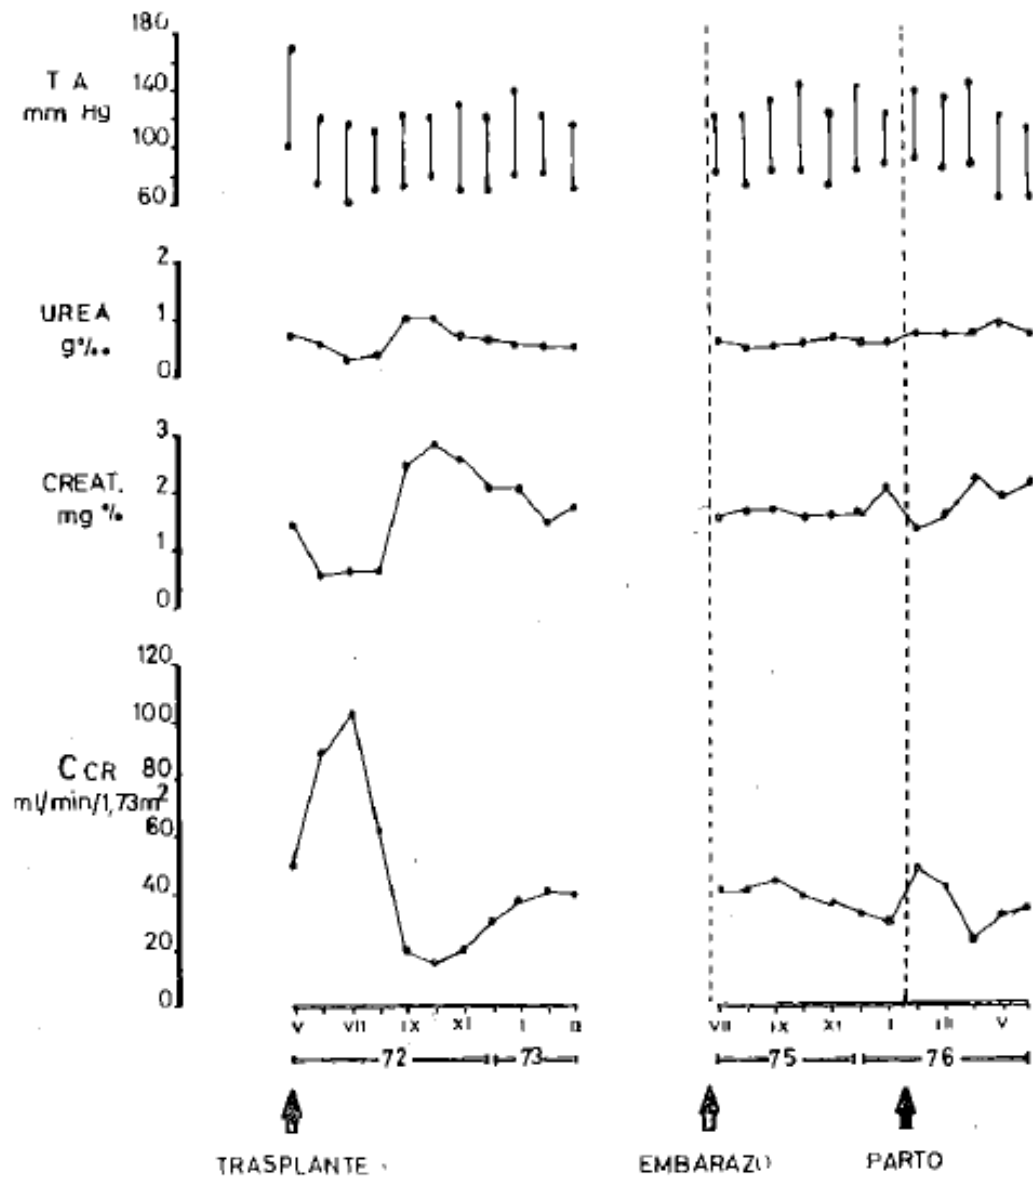 180
T A
mm Hg
140
100
60
2
UREA
g‰
1
0
3
CREAT.
mg %
2
1
0
120
100
C CR
80
ml/min/1,73m²
60
40
20
0
V VII IX XI I III VII IX XI I III V
72 73 75 76
TRASPLANTE EMBARAZO PARTO